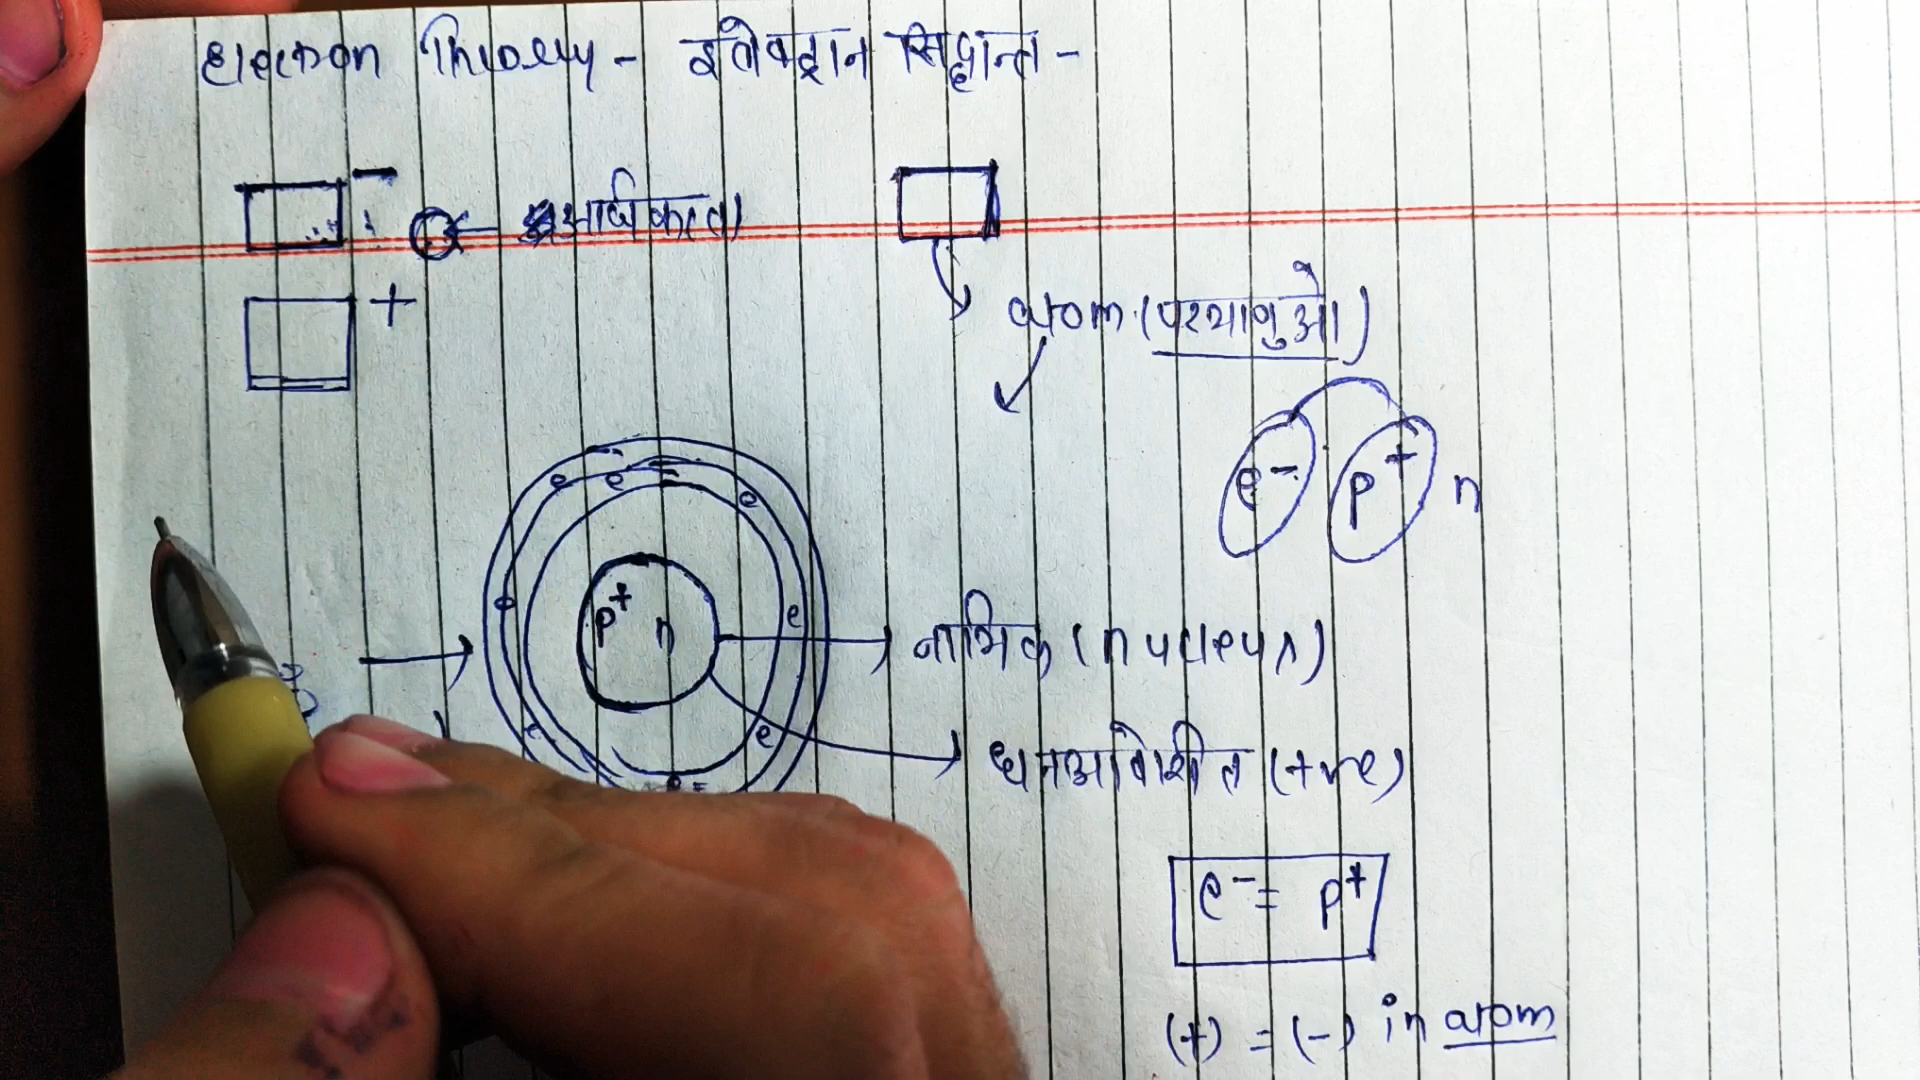 Electron Theory - इलेक्ट्रान सिद्धान्त -
-
+
atom (परमाणुओ)
e- p+ n
e e e
p+ n e
नाभिक (nucleus)
e e
धनआवेशीत (+ve)
e
e- = p+
(+) = (-) in atom